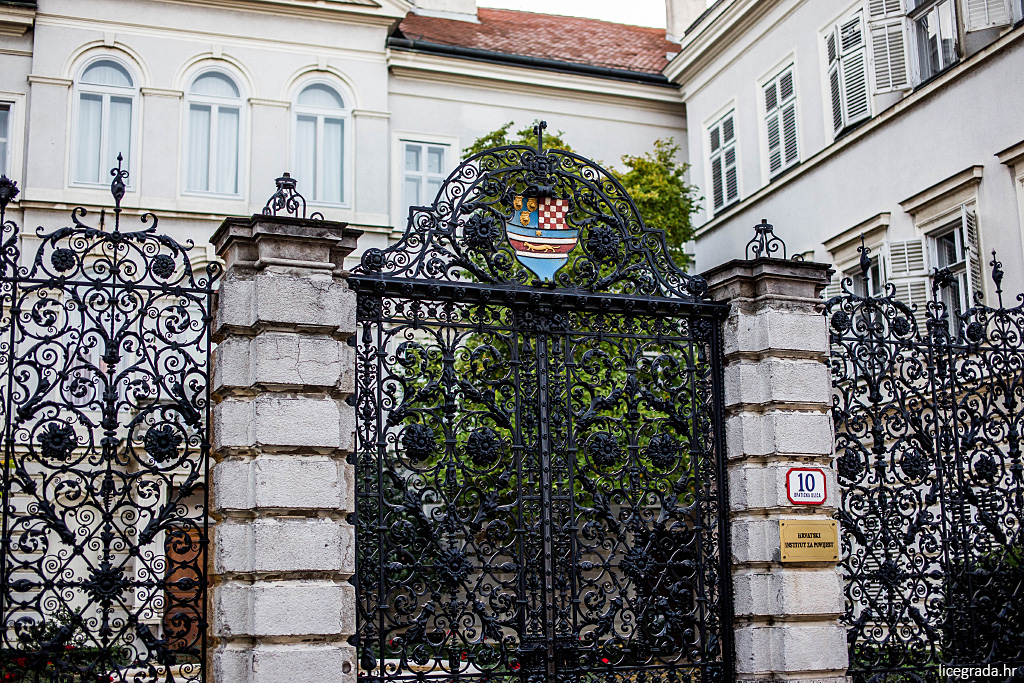 10
OPATIČKA ULICA
HRVATSKI
INSTITUT ZA POVIJEST
licegrada.hr